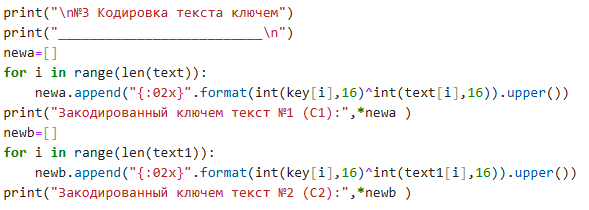 print("\n№3 Кодировка текста ключем")
print("__________________________\n")
newa=[]
for i in range(len(text)):
    newa.append("{:02x}".format(int(key[i],16)^int(text[i],16)).upper())
print("Закодированный ключем текст №1 (C1):",*newa )
newb=[]
for i in range(len(text1)):
    newb.append("{:02x}".format(int(key[i],16)^int(text1[i],16)).upper())
print("Закодированный ключем текст №2 (C2):",*newb )